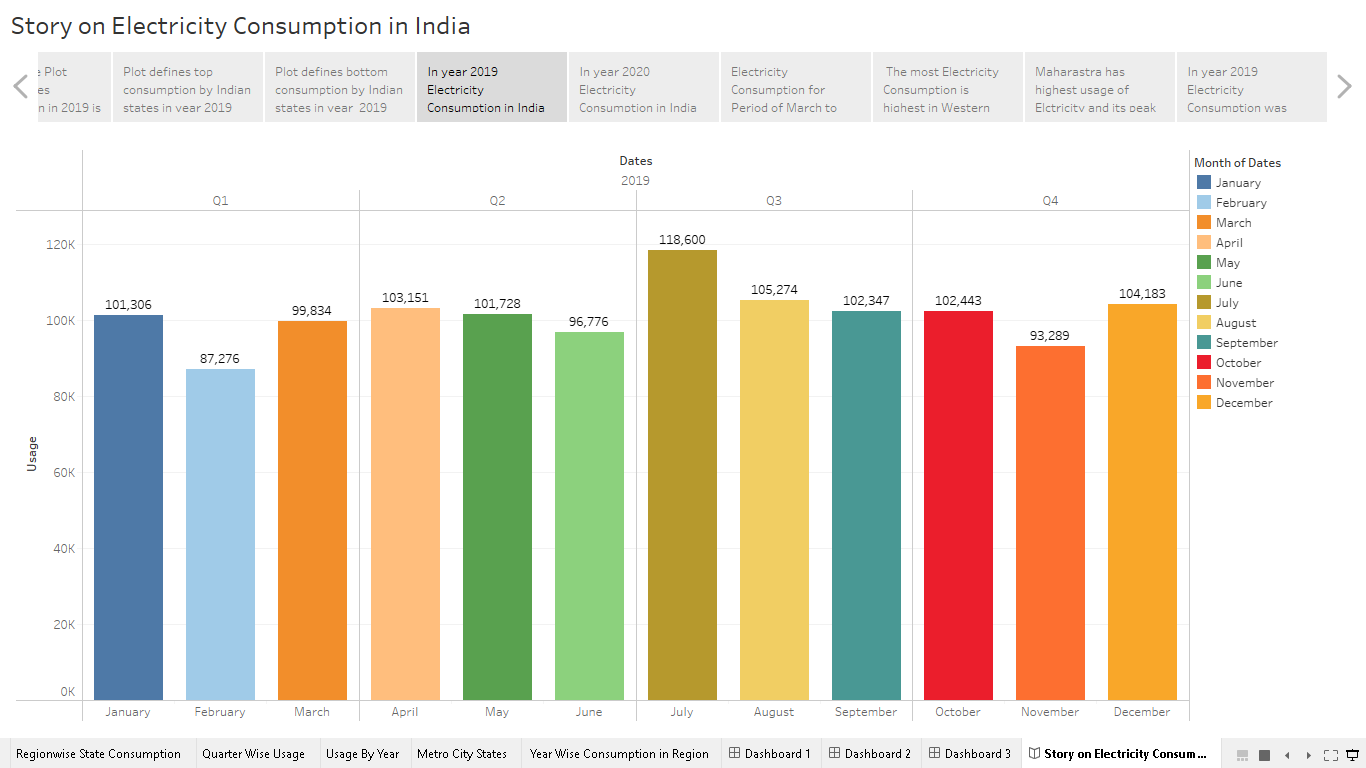 Story on Electricity Consumption in India
e Plot
es
n in 2019 is
Plot defines top
consumption by Indian
states in year 2019
Plot defines bottom
consumption by Indian
states in year 2019
In year 2019
Electricity
Consumption in India
In year 2020
Electricity
Consumption in India
Electricity
Consumption for
Period of March to
The most Electricity
Consumption is
highest in Western
Maharastra has
highest usage of
Elctricity and its peak
In year 2019
Electricity
Consumption was
Dates
2019
Q1 Q2 Q3 Q4
Usage
120K
100K
80K
60K
40K
20K
0K
101,306
87,276
99,834
103,151
101,728
96,776
118,600
105,274
102,347
102,443
93,289
104,183
January February March April May June July August September October November December
Month of Dates
January
February
March
April
May
June
July
August
September
October
November
December
Regionwise State Consumption Quarter Wise Usage Usage By Year Metro City States Year Wise Consumption in Region Dashboard 1 Dashboard 2 Dashboard 3 Story on Electricity Consum...